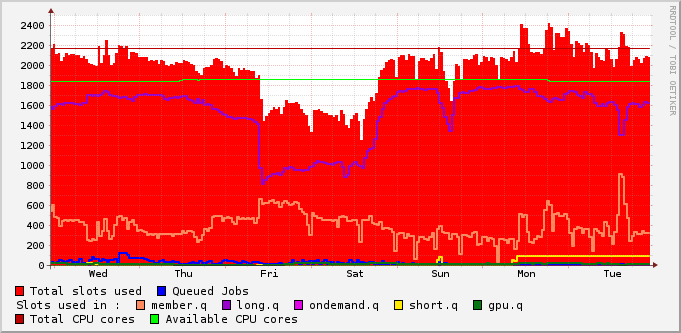 2400
2200
2000
1800
1600
1400
1200
1000
800
600
400
200
0
Wed Thu Fri Sat Sun Mon Tue
Total slots used Queued Jobs
Slots used in : member.q long.q ondemand.q short.q gpu.q
Total CPU cores Available CPU cores
RRDTOOL / TOBI OETIKER